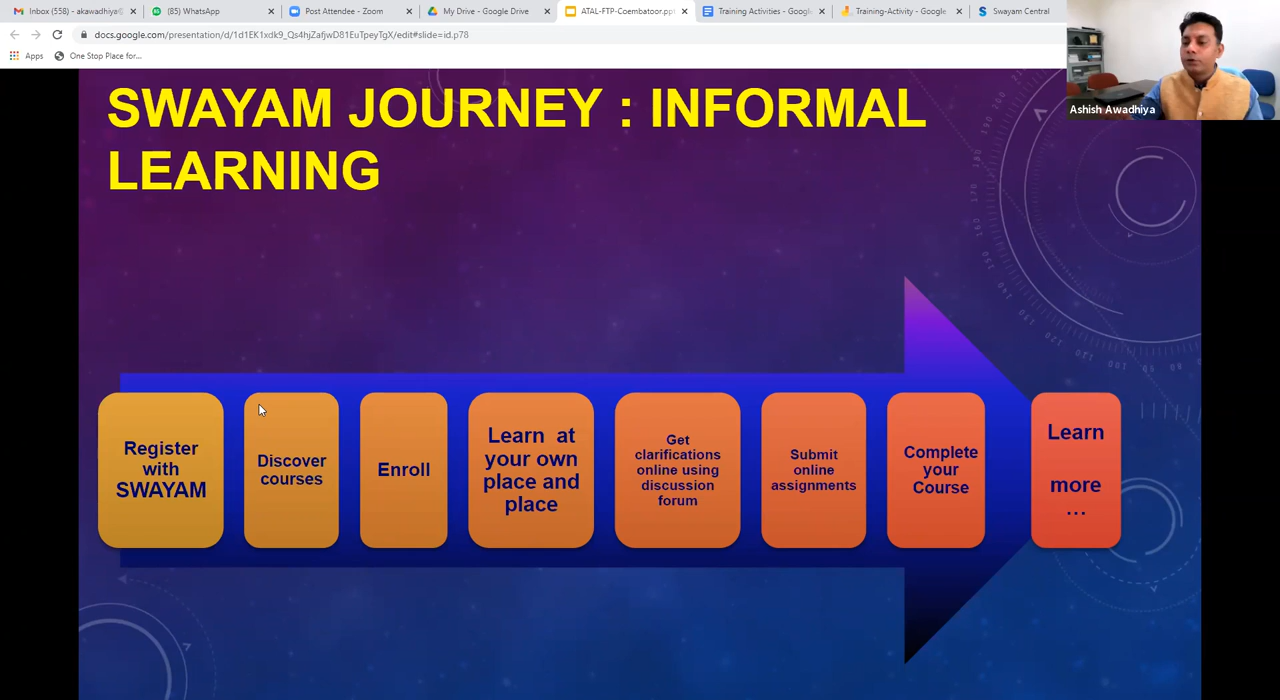 Inbox (558) - akawadhiya@
(85) WhatsApp
Post Attendee - Zoom
My Drive - Google Drive
ATAL-FTP-Coembatoor.pp
Training Activities - Googl
Training-Activity - Google
Swayam Central
docs.google.com/presentation/d/1d1EK1xdk9_Qs4hjZafjwD81EuTpeyTgX/edit#slide=id.p78
Apps
One Stop Place for...
Ashish Awadhiya
SWAYAM JOURNEY : INFORMAL
LEARNING
Register
with
SWAYAM
Discover
courses
Enroll
Learn at
your own
place and
place
Get
clarifications
online using
discussion
forum
Submit
online
assignments
Complete
your
Course
Learn
more
...